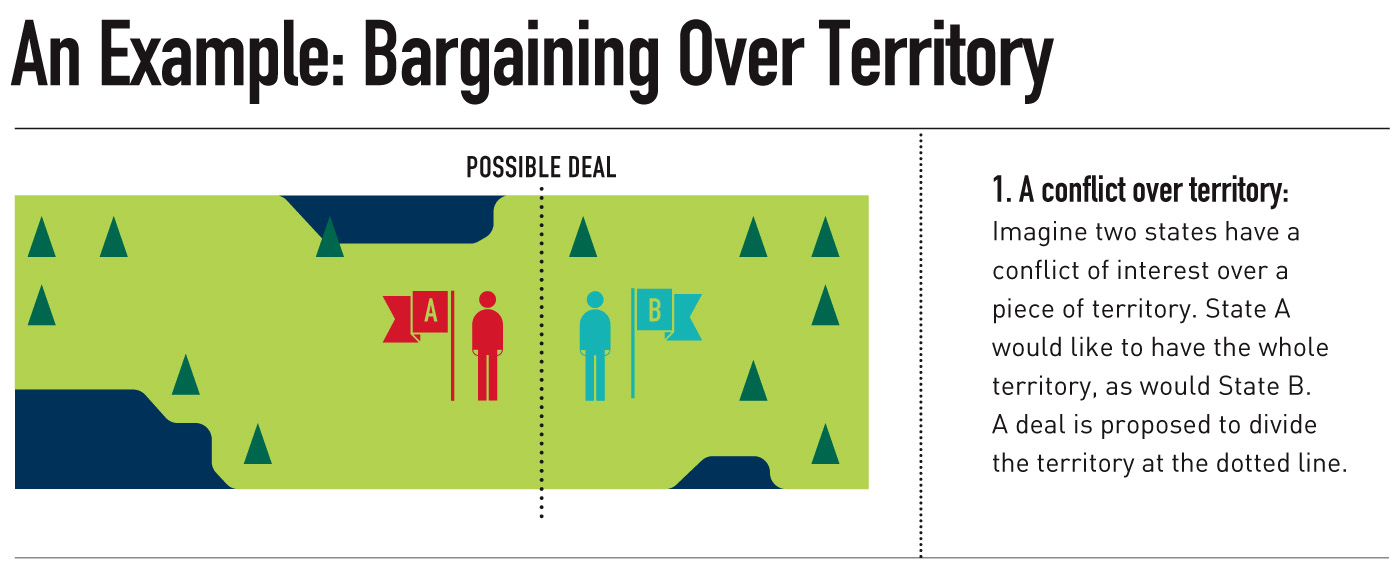 An Example: Bargaining Over Territory
POSSIBLE DEAL
A
B
1. A conflict over territory:
Imagine two states have a
conflict of interest over a
piece of territory. State A
would like to have the whole
territory, as would State B.
A deal is proposed to divide
the territory at the dotted line.